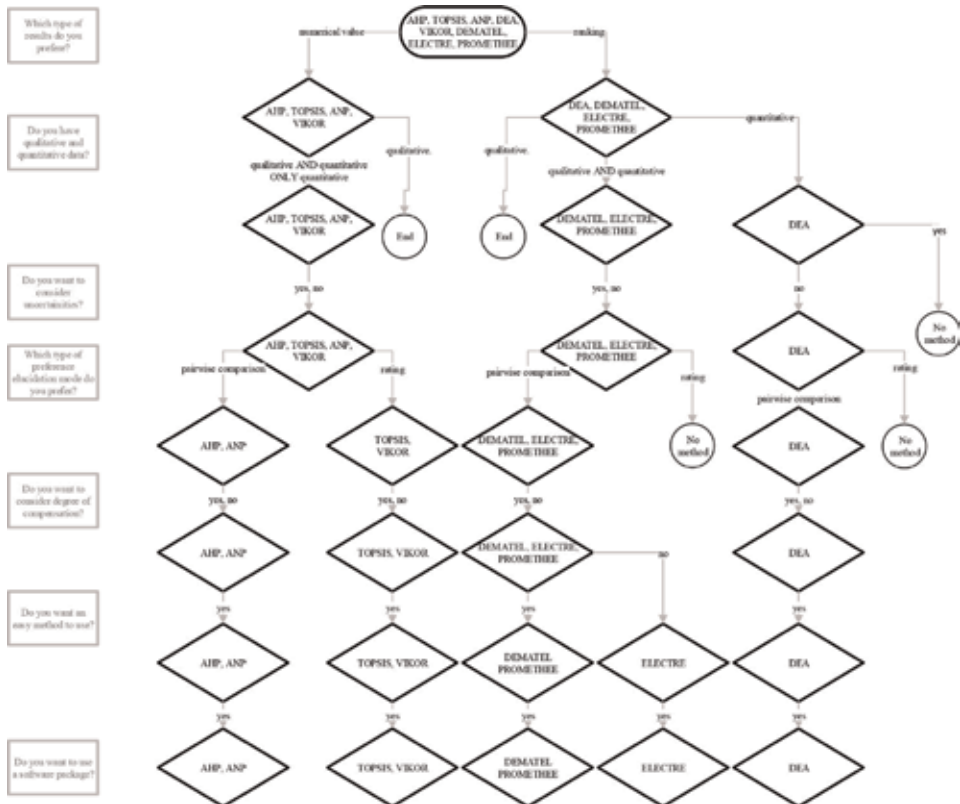 Which type of
results do you
prefer?
numerical value
AHP, TOPSIS, ANP, DEA,
VIKOR, DEMATEL,
ELECTRE, PROMETHEE
ranking
Do you have
qualitative and
quantitative data?
AHP, TOPSIS, ANP,
VIKOR
qualitative.
qualitative.
DEA, DEMATEL,
ELECTRE,
PROMETHEE
quantitative
qualitative AND quantitative
ONLY quantitative
qualitative AND quantitative
AHP, TOPSIS, ANP,
VIKOR
End
End
DEMATEL, ELECTRE,
PROMETHEE
DEA
yes
Do you want to
consider
uncertainities?
yes, no
yes, no
no
No
method
Which type of
preference
elucidation mode do
you prefer?
AHP, TOPSIS, ANP,
VIKOR
DEMATEL, ELECTRE,
PROMETHEE
DEA
pairwise comparison
rating
pairwise comparison
rating
rating
pairwise comparison
AHP, ANP
TOPSIS,
VIKOR
DEMATEL, ELECTRE,
PROMETHEE
No
method
DEA
No
method
Do you want to
consider degree of
compensation?
yes, no
yes, no
yes, no
yes, no
AHP, ANP
TOPSIS, VIKOR
DEMATEL, ELECTRE,
PROMETHEE
no
DEA
Do you want an
easy method to use?
yes
yes
yes
yes
AHP, ANP
TOPSIS, VIKOR
DEMATEL
PROMETHEE
ELECTRE
DEA
yes
yes
yes
yes
yes
Do you want to use
a software package?
AHP, ANP
TOPSIS, VIKOR
DEMATEL
PROMETHEE
ELECTRE
DEA